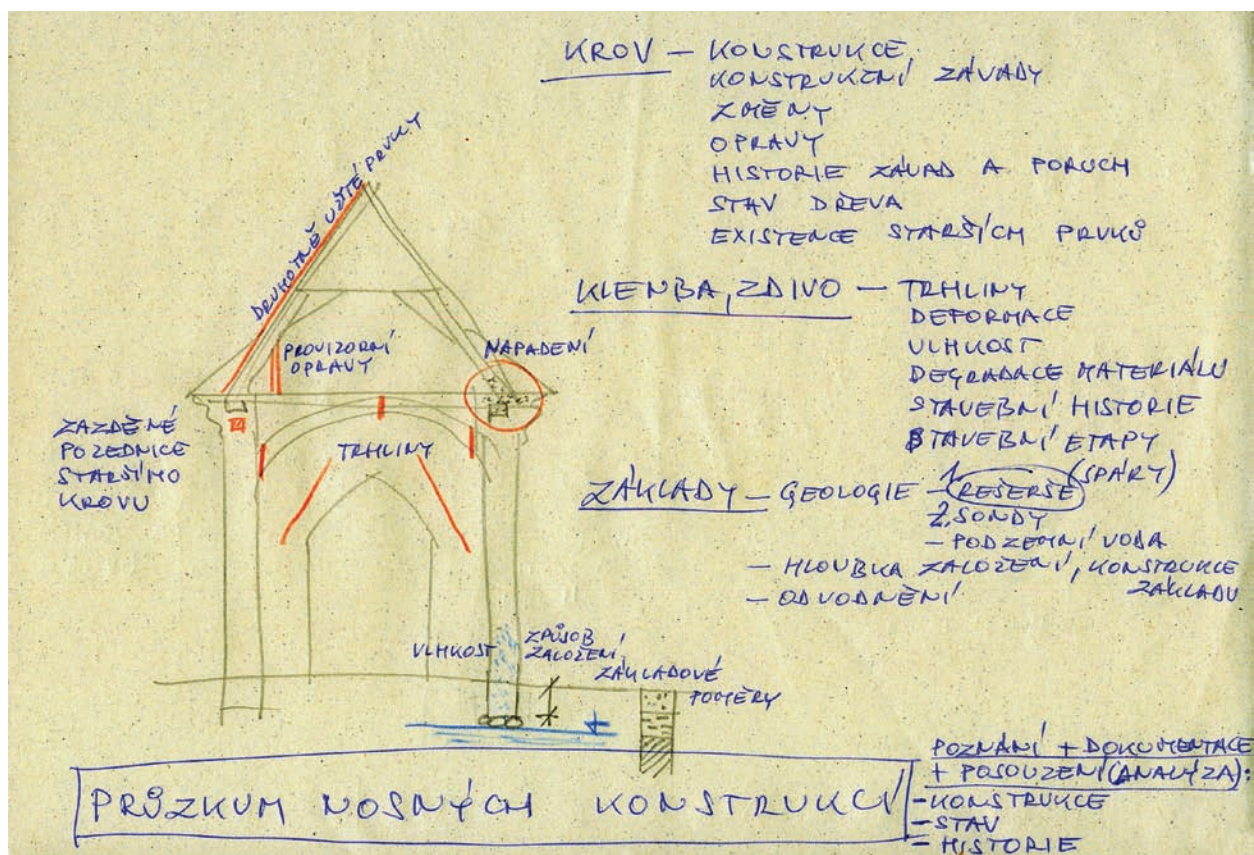 KROV – KONSTRUKCE
KONSTRUKČNÍ ZÁVADY
ZMĚNY
OPRAVY
HISTORIE ZÁVAD A PORUCH
STAV DŘEVA
EXISTENCE STARŠÍCH PRVKŮ
DRUHOTNĚ UŽITÉ PRVKY
PROVIZORNÍ
OPRAVY
NAPADENÍ
KLENBA, ZDIVO – TRHLINY
DEFORMACE
VLHKOST
DEGRADACE MATERIÁLU
STAVEBNÍ HISTORIE
STAVEBNÍ ETAPY
(SPÁRY)
ZAZDĚNÉ
POZEDNICE
STARŠÍHO
KROVU
TRHLINY
ZÁKLADY – GEOLOGIE – 1. REŠERŠE
2. SONDY
– PODZEMNÍ VODA
– HLOUBKA ZALOŽENÍ, KONSTRUKCE
ZÁKLADU
– ODVODNĚNÍ
VLHKOST
ZPŮSOB
ZALOŽENÍ
ZÁKLADOVÉ
POMĚRY
PRŮZKUM NOSNÝCH KONSTRUKCÍ
POZNÁNÍ + DOKUMENTACE
+ POSOUZENÍ (ANALÝZA):
– KONSTRUKCE
– STAV
– HISTORIE